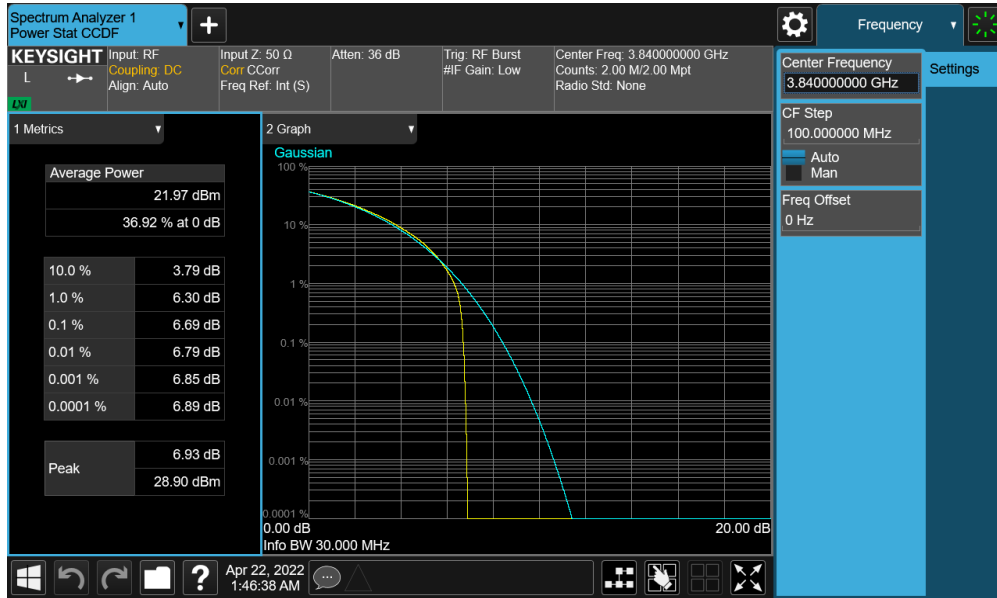 Spectrum Analyzer 1
Power Stat CCDF
Frequency
KEYSIGHT
L
LXI
Input: RF
Coupling: DC
Align: Auto
Input Z: 50 Ω
Corr CCorr
Freq Ref: Int (S)
Atten: 36 dB
Trig: RF Burst
#IF Gain: Low
Center Freq: 3.840000000 GHz
Counts: 2.00 M/2.00 Mpt
Radio Std: None
Center Frequency
3.840000000 GHz
Settings
CF Step
100.000000 MHz
Auto
Man
Freq Offset
0 Hz
1 Metrics
Average Power
21.97 dBm
36.92 % at 0 dB
10.0 % 3.79 dB
1.0 % 6.30 dB
0.1 % 6.69 dB
0.01 % 6.79 dB
0.001 % 6.85 dB
0.0001 % 6.89 dB
Peak
6.93 dB
28.90 dBm
2 Graph
Gaussian
100 %
10 %
1 %
0.1 %
0.01 %
0.001 %
0.0001 %
0.00 dB 20.00 dB
Info BW 30.000 MHz
?
Apr 22, 2022
1:46:38 AM